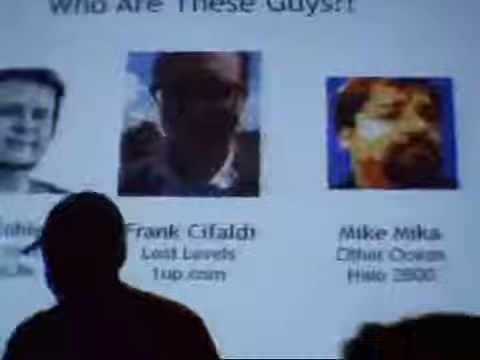 Who Are These Guys?!
Frank Cifaldi
Lost Levels
1up.com
Mike Mika
Other Ocean
Halo 2600